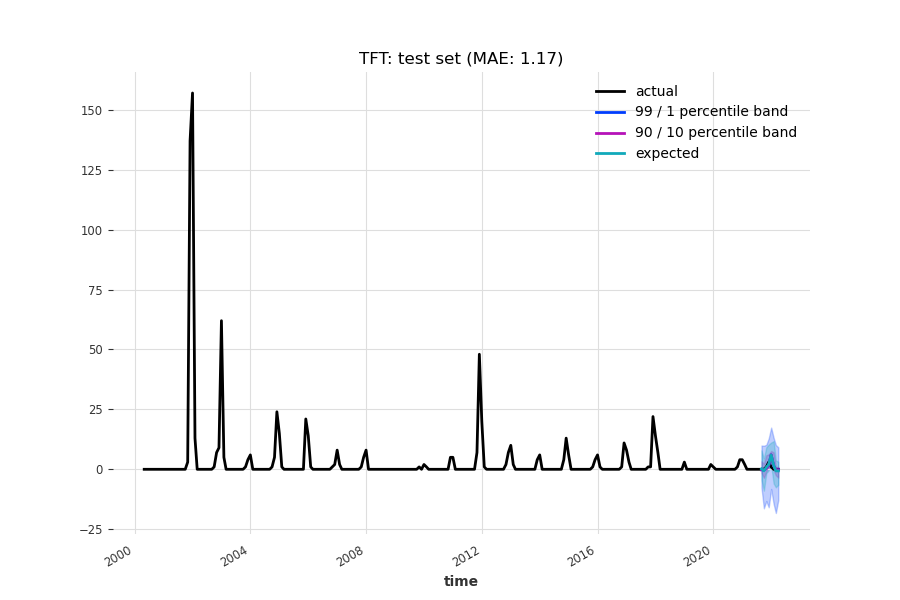 TFT: test set (MAE: 1.17)
actual
99 / 1 percentile band
90 / 10 percentile band
expected
150
125
100
75
50
25
0
−25
2000
2004
2008
2012
2016
2020
time